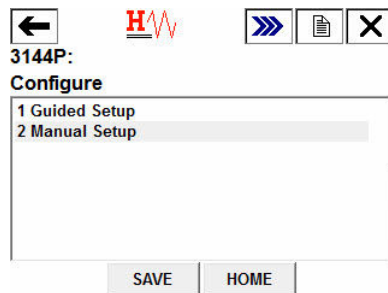 H
3144P:
Configure
1 Guided Setup
2 Manual Setup
SAVE HOME